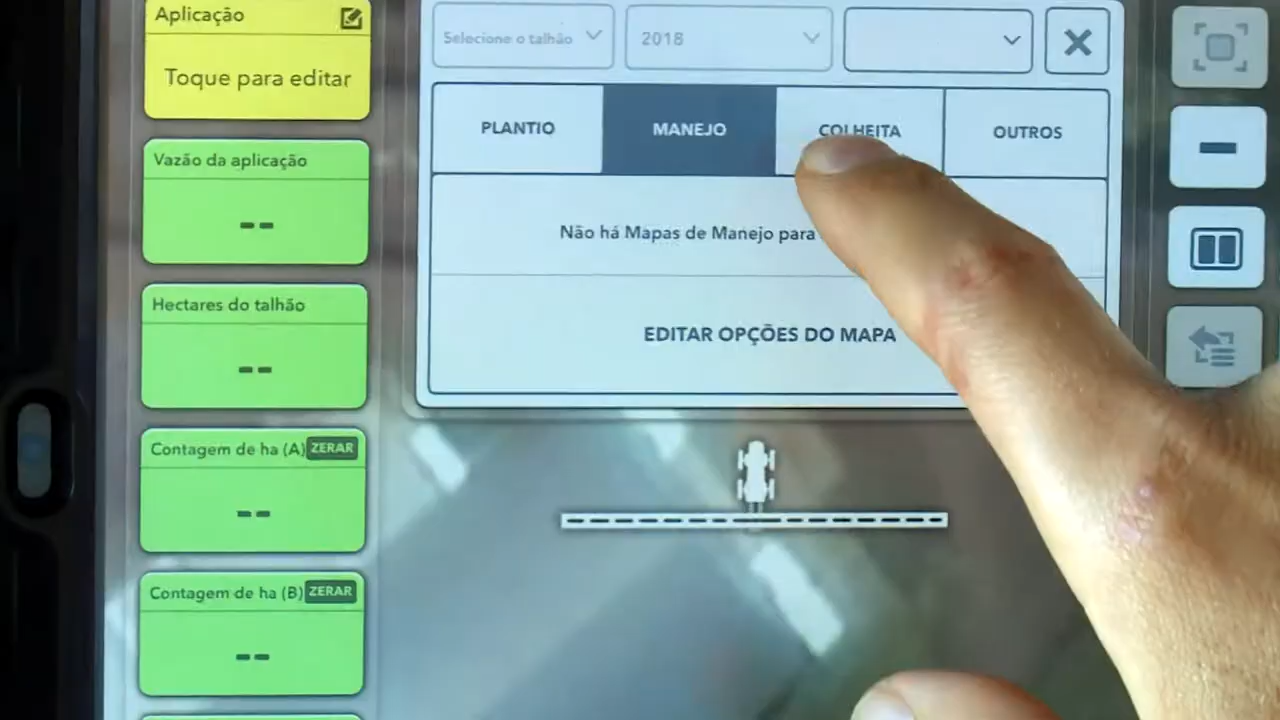 Aplicação
Toque para editar
Vazão da aplicação
--
Hectares do talhão
--
Contagem de ha (A) ZERAR
--
Contagem de ha (B) ZERAR
--
Selecione o talhão
2018
PLANTIO
MANEJO
COLHEITA
OUTROS
Não há Mapas de Manejo para
EDITAR OPÇÕES DO MAPA